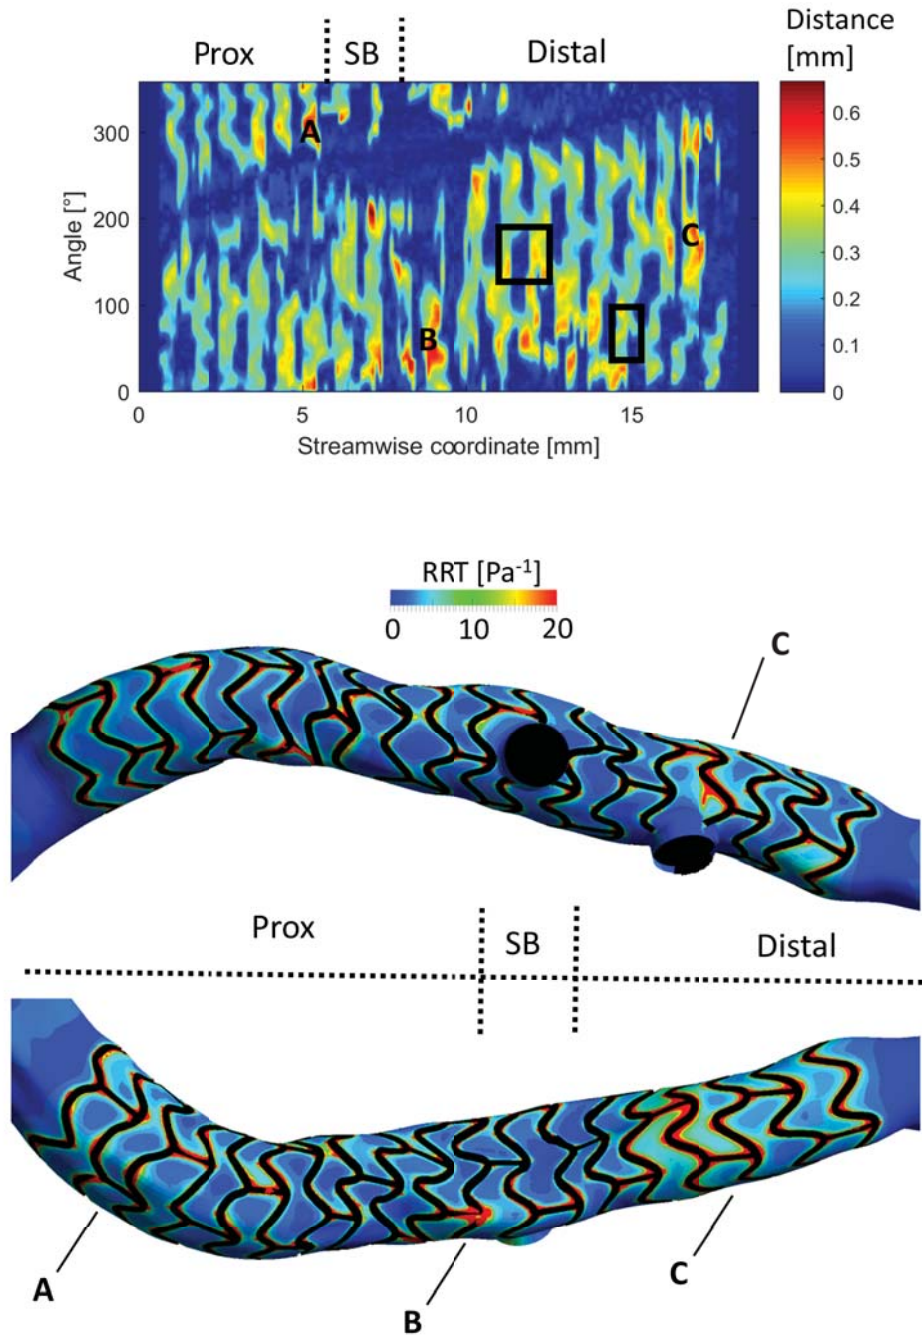 Distance
[mm]
Prox
SB
Distal
0.6
0.5
0.4
0.3
0.2
0.1
0
300
200
100
0
Angle [°]
A
B
C
0
5
10
15
Streamwise coordinate [mm]
RRT [Pa⁻¹]
0 10 20
C
Prox
SB
Distal
A
B
C